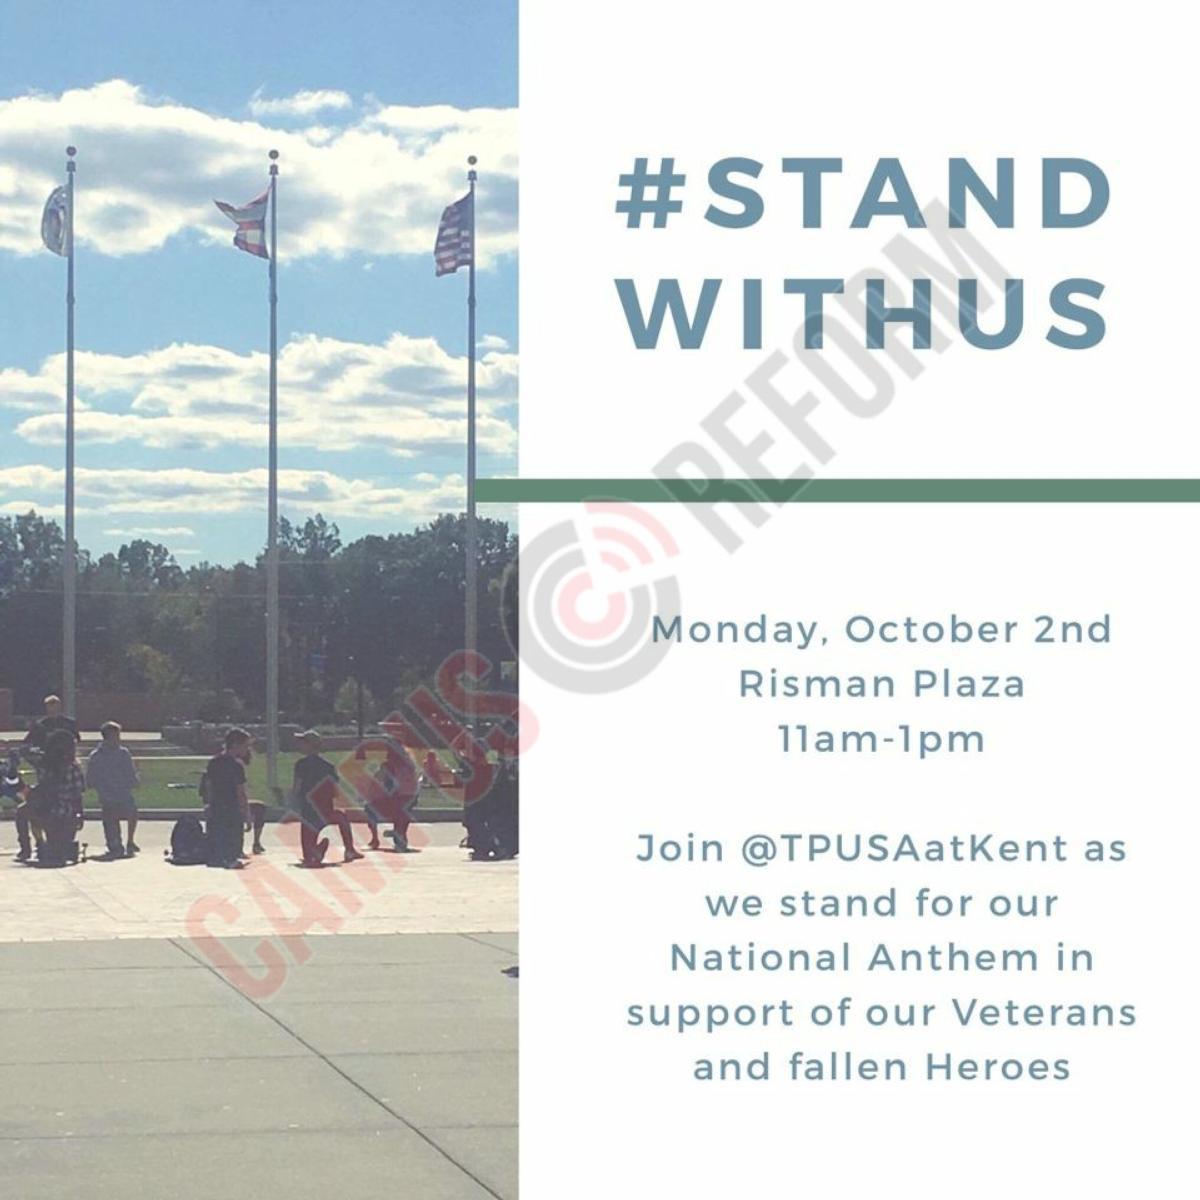 #STAND
WITHUS
CAMPUS REFORM
Monday, October 2nd
Risman Plaza
11am-1pm
Join @TPUSAatKent as
we stand for our
National Anthem in
support of our Veterans
and fallen Heroes